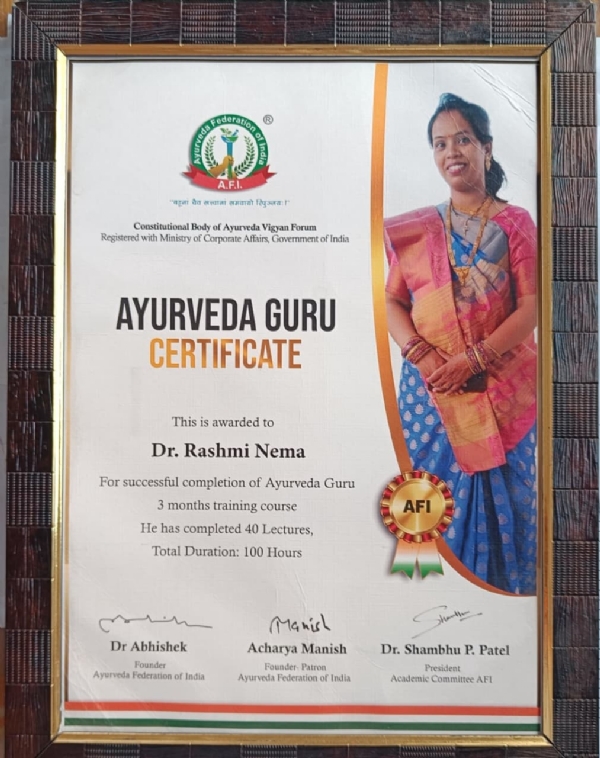 Ayurveda Federation of India
®
A.F.I.
Constitutional Body of Ayurveda Vigyan Forum
Registered with Ministry of Corporate Affairs, Government of India
AYURVEDA GURU
CERTIFICATE
This is awarded to
Dr. Rashmi Nema
For successful completion of Ayurveda Guru
3 months training course
He has completed 40 Lectures,
Total Duration: 100 Hours
AFI
Manish
Dr Abhishek
Acharya Manish
Dr. Shambhu P. Patel
Founder
Founder- Patron
President
Ayurveda Federation of India
Ayurveda Federation of India
Academic Committee AFI